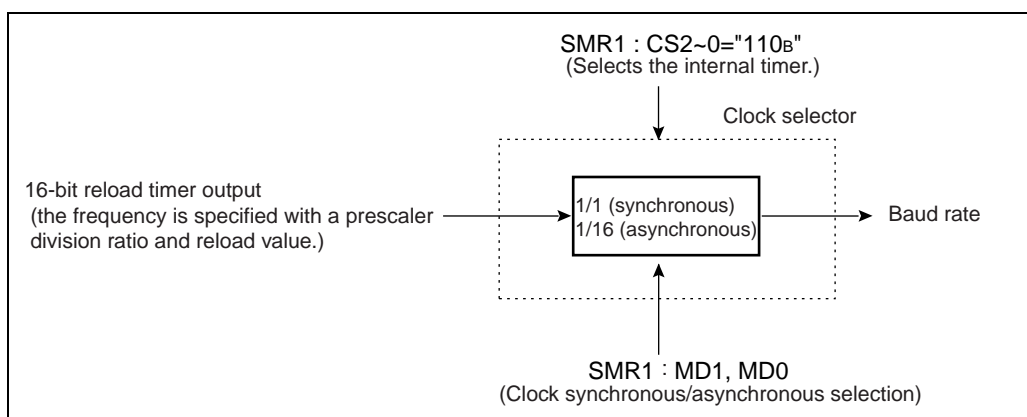 SMR1 : CS2~0="110B"
(Selects the internal timer.)
Clock selector
16-bit reload timer output
(the frequency is specified with a prescaler
division ratio and reload value.)
1/1 (synchronous)
1/16 (asynchronous)
Baud rate
SMR1 : MD1, MD0
(Clock synchronous/asynchronous selection)